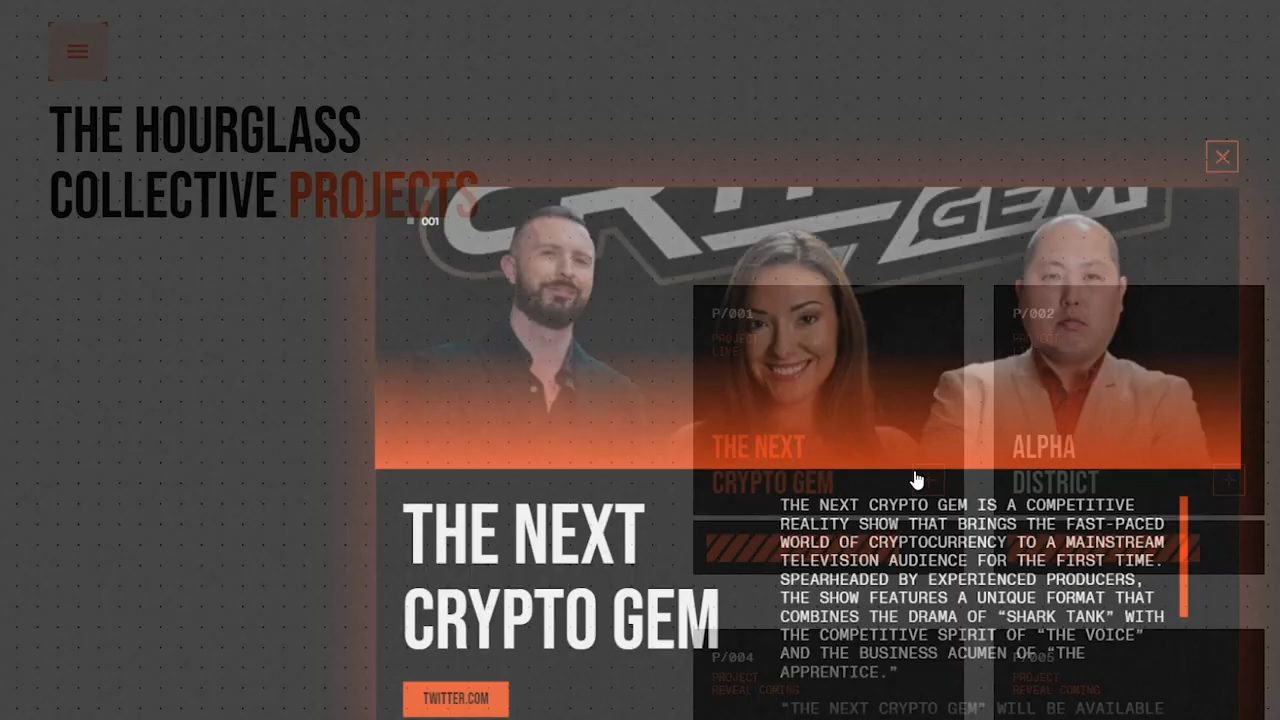 THE HOURGLASS
COLLECTIVE PROJECTS
001
GEM
P/001
PROJECT
LIVE
THE NEXT
CRYPTO GEM
P/002
PROJECT
ALPHA
DISTRICT
THE NEXT
CRYPTO GEM
TWITTER.COM
THE NEXT CRYPTO GEM IS A COMPETITIVE
REALITY SHOW THAT BRINGS THE FAST-PACED
WORLD OF CRYPTOCURRENCY TO A MAINSTREAM
TELEVISION AUDIENCE FOR THE FIRST TIME.
SPEARHEADED BY EXPERIENCED PRODUCERS,
THE SHOW FEATURES A UNIQUE FORMAT THAT
COMBINES THE DRAMA OF “SHARK TANK” WITH
THE COMPETITIVE SPIRIT OF “THE VOICE”
AND THE BUSINESS ACUMEN OF “THE
APPRENTICE.”
“THE NEXT CRYPTO GEM” WILL BE AVAILABLE
P/004
PROJECT
REVEAL COMING
P/005
PROJECT
REVEAL COMING